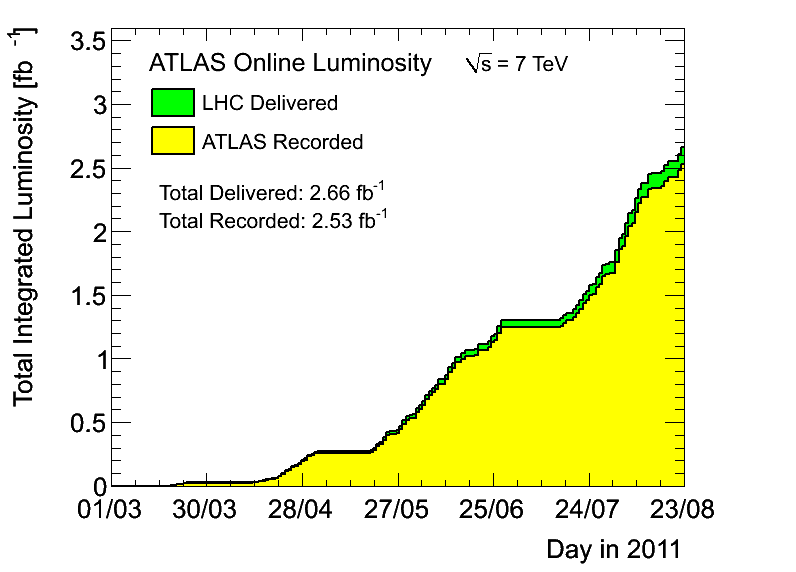 Total Integrated Luminosity [fb⁻¹]
3.5
3
2.5
2
1.5
1
0.5
0
ATLAS Online Luminosity √s = 7 TeV
LHC Delivered
ATLAS Recorded
Total Delivered: 2.66 fb⁻¹
Total Recorded: 2.53 fb⁻¹
01/03 30/03 28/04 27/05 25/06 24/07 23/08
Day in 2011